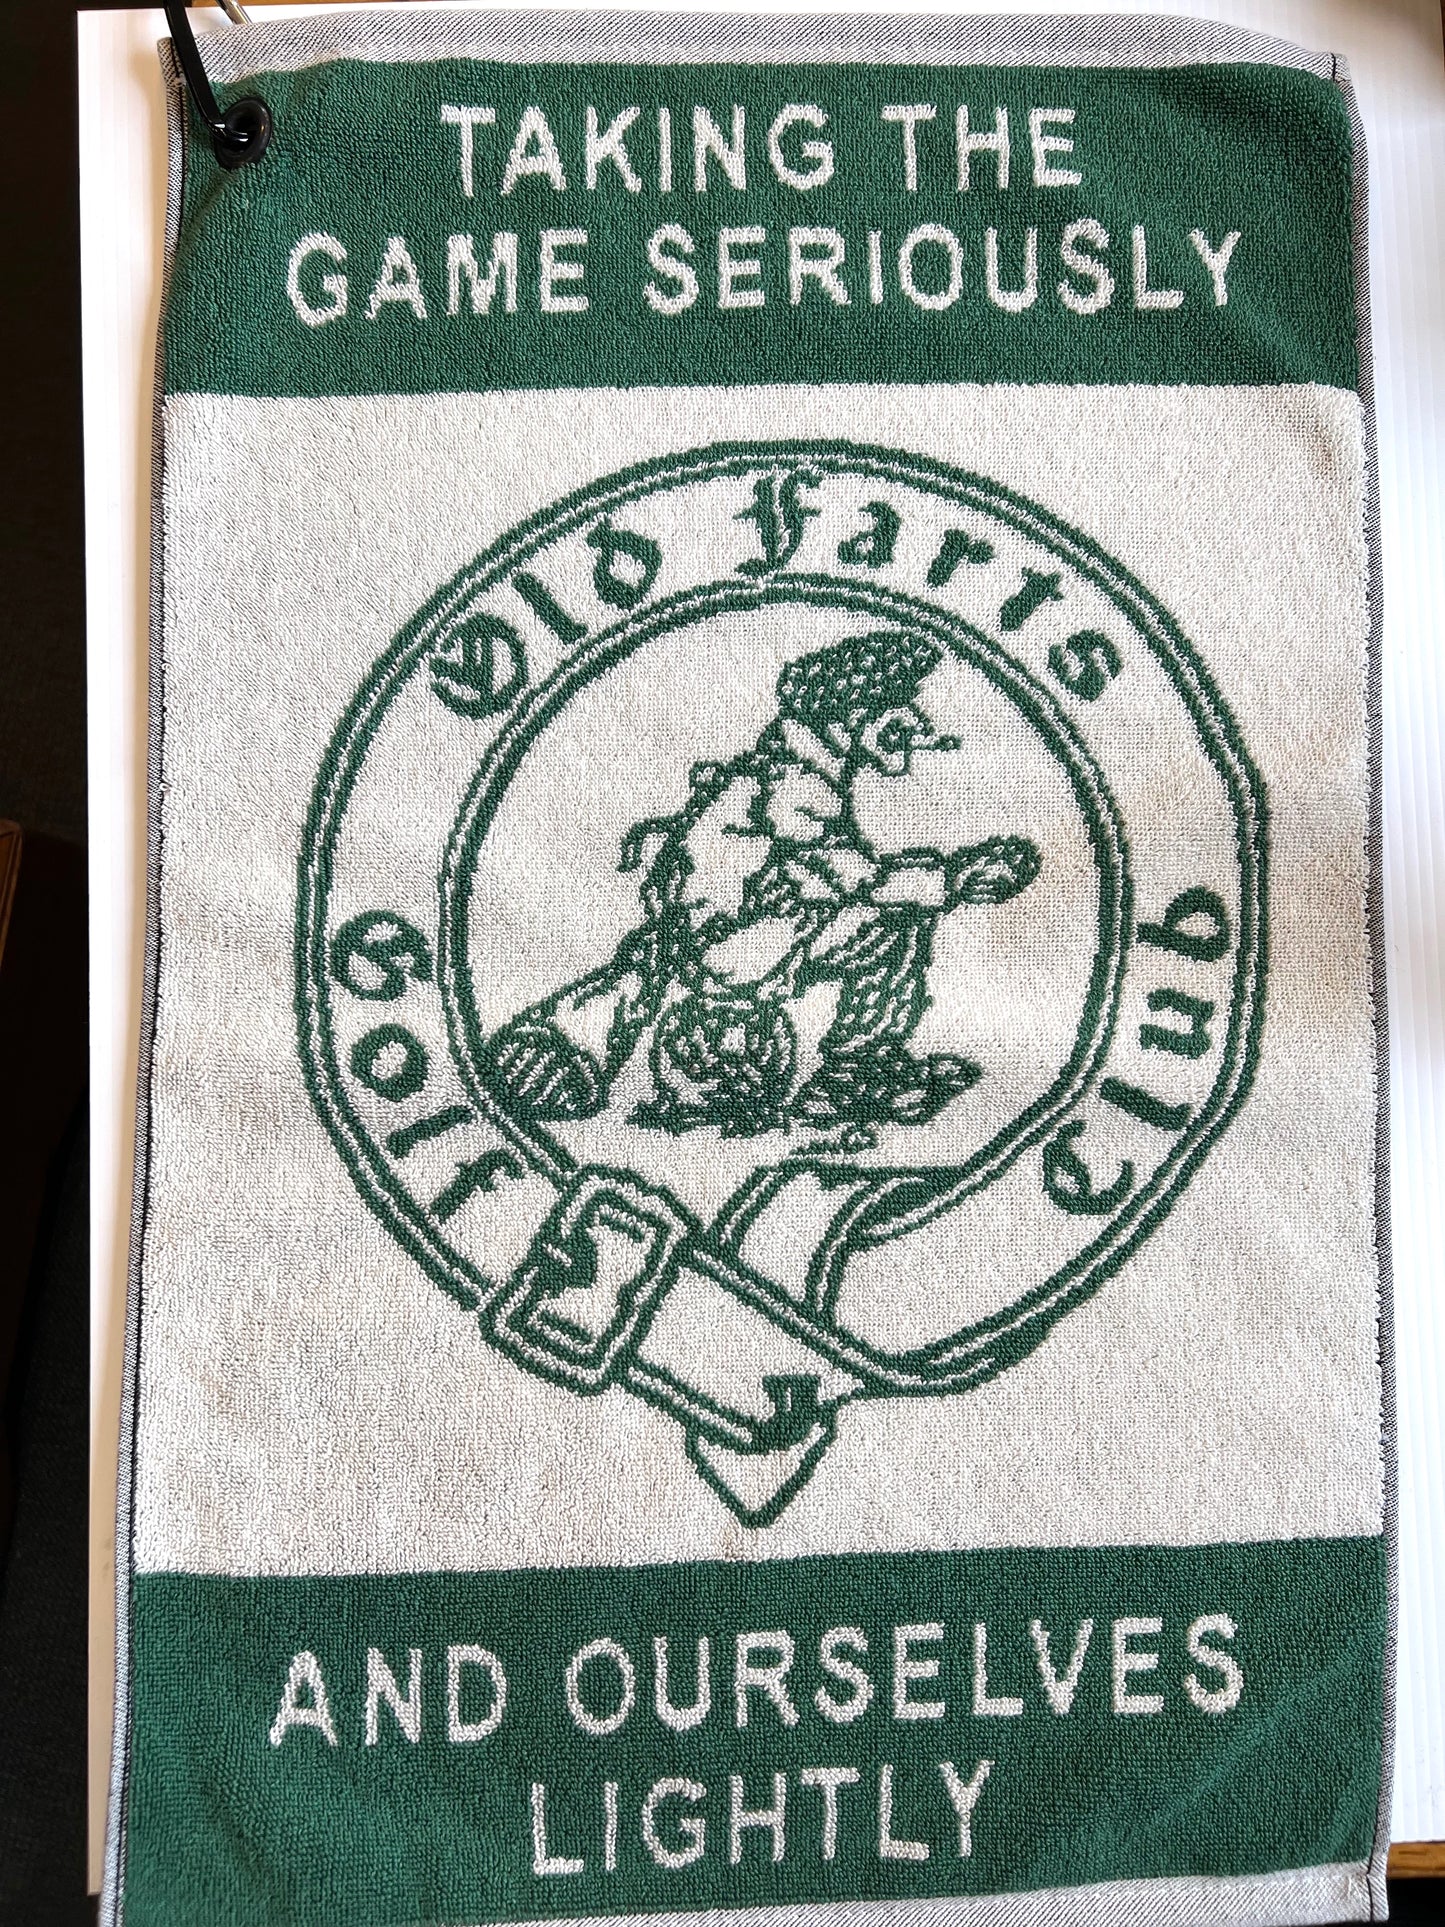 TAKING THE
GAME SERIOUSLY
Old Farts
Golf Club
AND OURSELVES
LIGHTLY